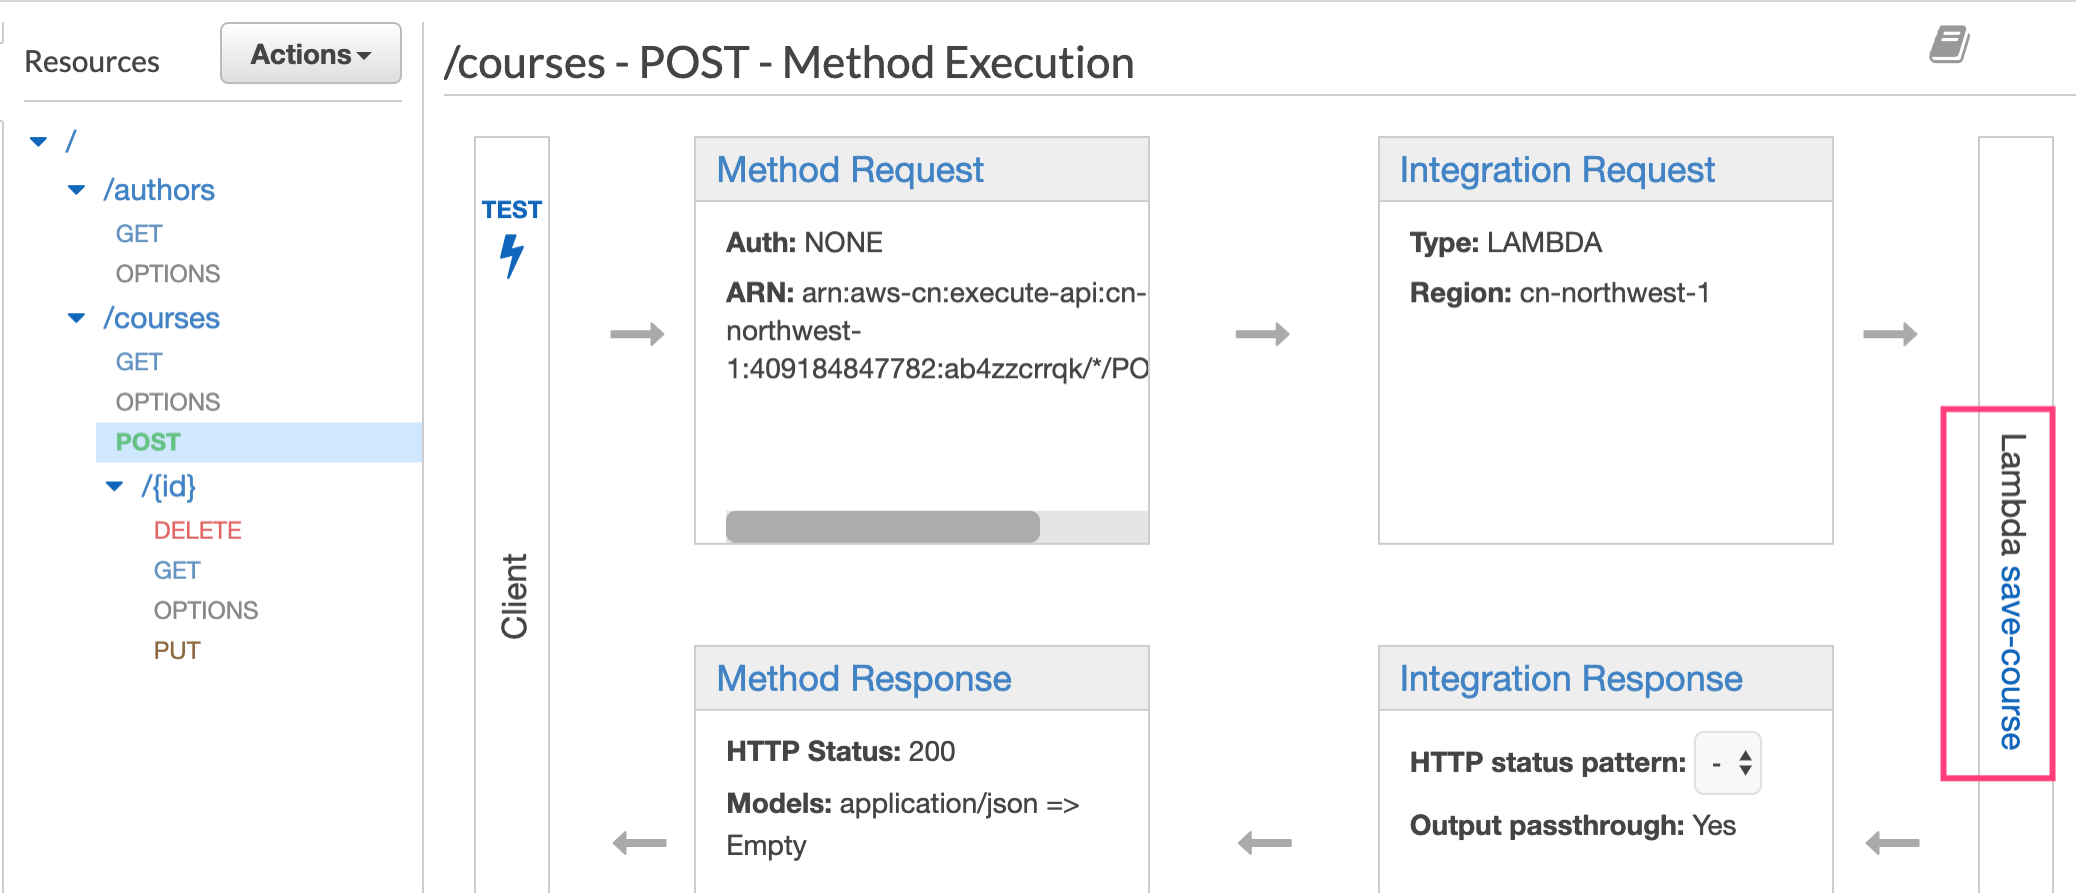 Resources
Actions
/
/authors
GET
OPTIONS
/courses
GET
OPTIONS
POST
/{id}
DELETE
GET
OPTIONS
PUT
/courses - POST - Method Execution
TEST
Client
Method Request
Auth: NONE
ARN: arn:aws-cn:execute-api:cn-
northwest-
1:409184847782:ab4zzcrrqk/*/PO
Integration Request
Type: LAMBDA
Region: cn-northwest-1
Lambda save-course
Method Response
HTTP Status: 200
Models: application/json =>
Empty
Integration Response
HTTP status pattern: -
Output passthrough: Yes